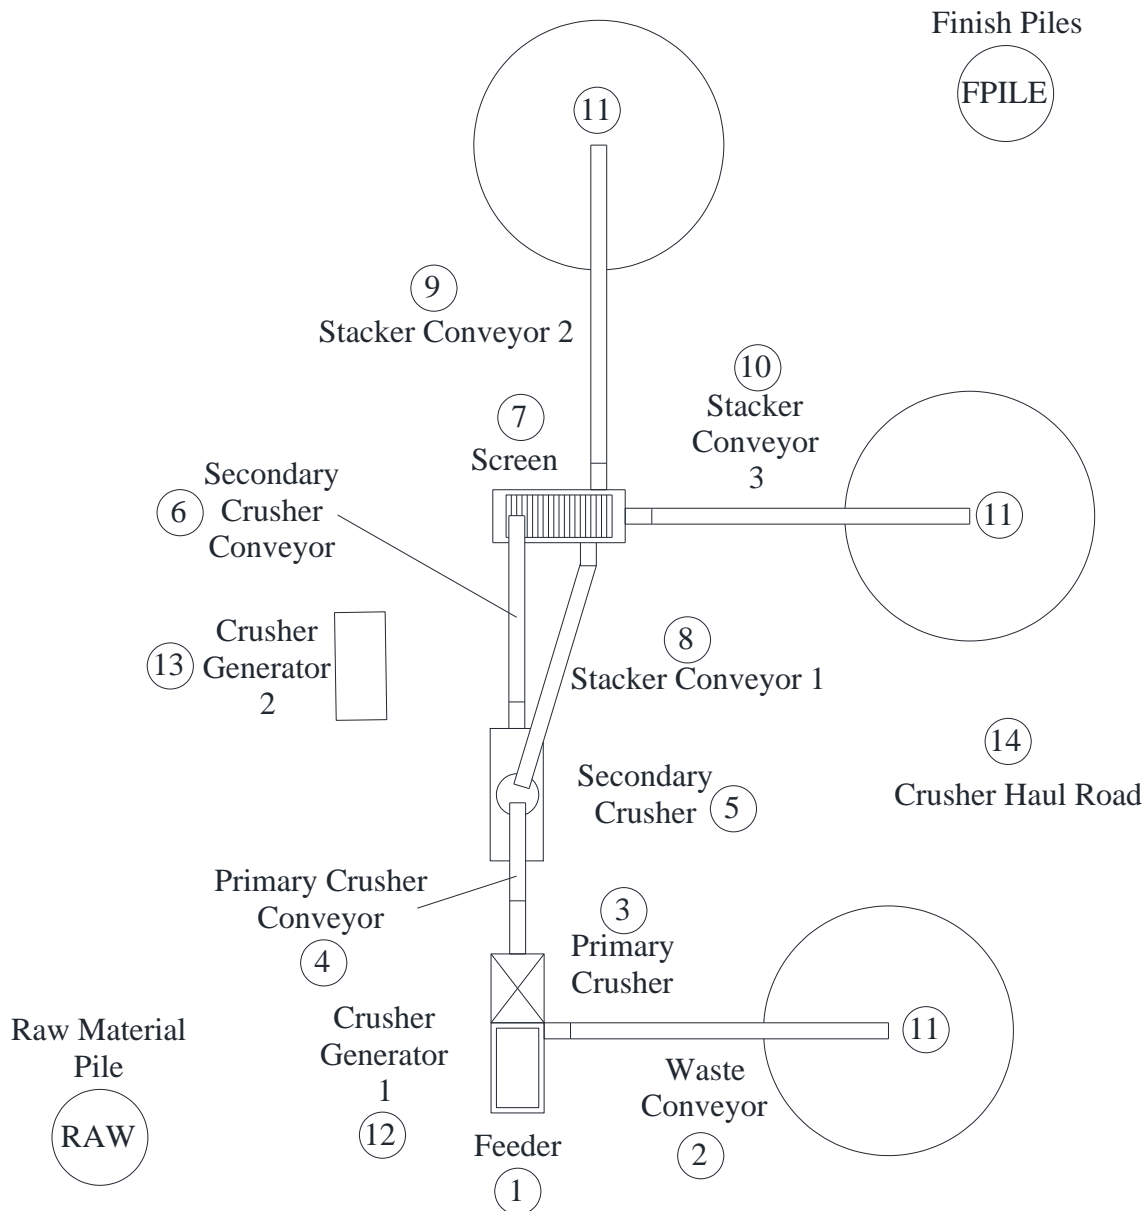 Finish Piles
FPILE
11
9
Stacker Conveyor 2
10
Stacker
Conveyor
3
7
Screen
11
6
Secondary
Crusher
Conveyor
13
Crusher
Generator
2
8
Stacker Conveyor 1
14
Crusher Haul Road
Secondary
Crusher
5
Primary Crusher
Conveyor
4
3
Primary
Crusher
Raw Material
Pile
RAW
Crusher
Generator
1
12
11
Waste
Conveyor
2
Feeder
1